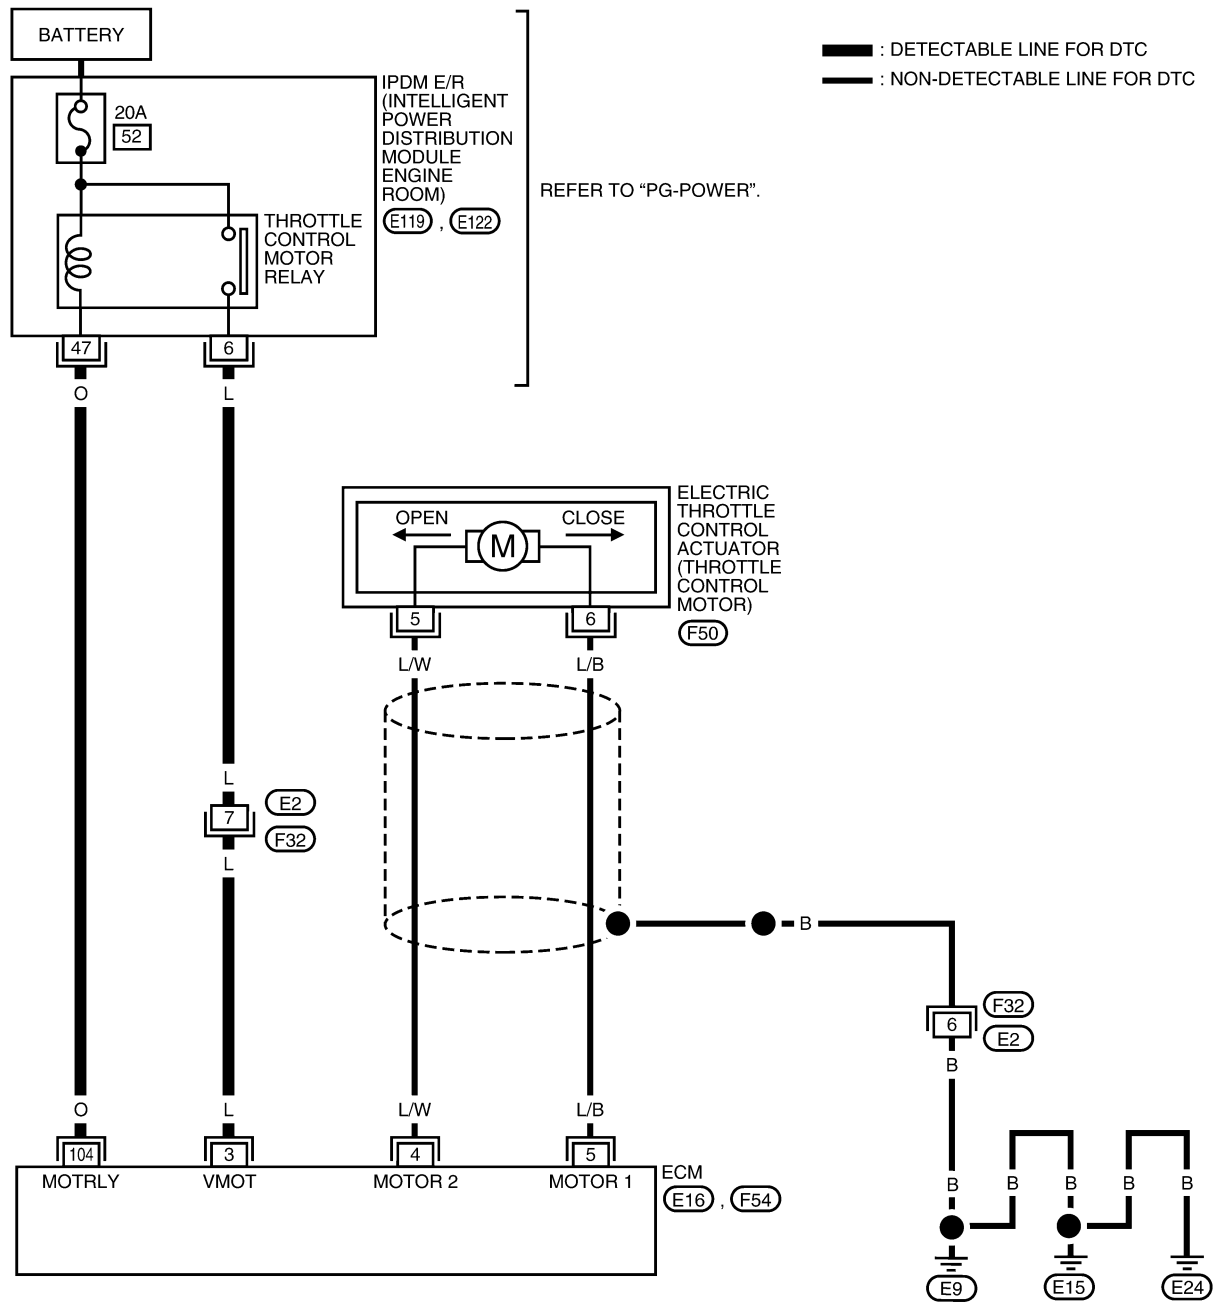 BATTERY
20A
52
IPDM E/R
(INTELLIGENT
POWER
DISTRIBUTION
MODULE
ENGINE
ROOM)
E119 , E122
REFER TO “PG-POWER”.
: DETECTABLE LINE FOR DTC
: NON-DETECTABLE LINE FOR DTC
THROTTLE
CONTROL
MOTOR
RELAY
47
6
O
L
OPEN
CLOSE
M
ELECTRIC
THROTTLE
CONTROL
ACTUATOR
(THROTTLE
CONTROL
MOTOR)
F50
5
6
L/W
L/B
L
7
E2
F32
L
B
6
F32
E2
B
O
L
L/W
L/B
104
3
4
5
MOTRLY
VMOT
MOTOR 2
MOTOR 1
ECM
E16 , F54
B
B
B
B
B
E9
E15
E24